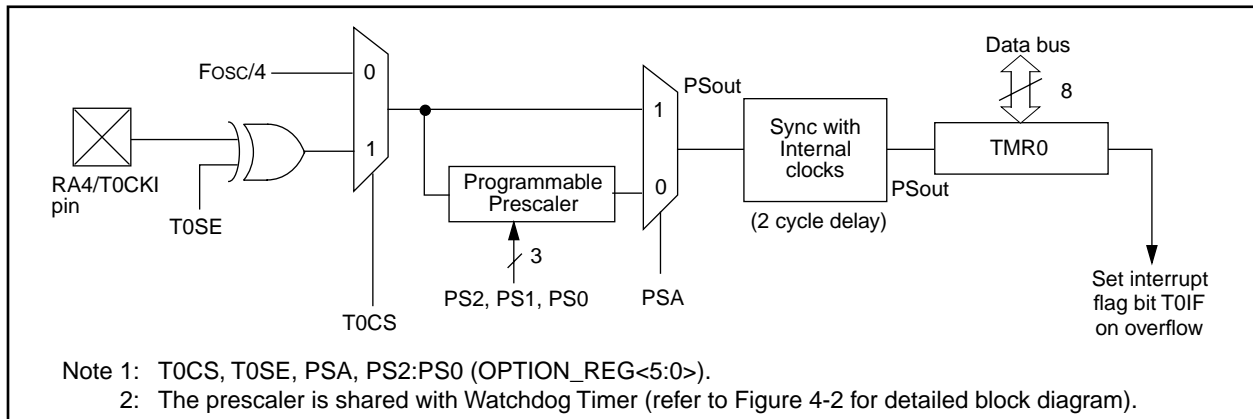 Data bus
FOSC/4
0
PSout
8
1
Sync with
Internal
clocks
TMR0
1
RA4/T0CKI
pin
Programmable
Prescaler
0
PSout
T0SE
(2 cycle delay)
3
PS2, PS1, PS0
PSA
Set interrupt
flag bit T0IF
on overflow
T0CS
Note 1: T0CS, T0SE, PSA, PS2:PS0 (OPTION_REG<5:0>).
2: The prescaler is shared with Watchdog Timer (refer to Figure 4-2 for detailed block diagram).